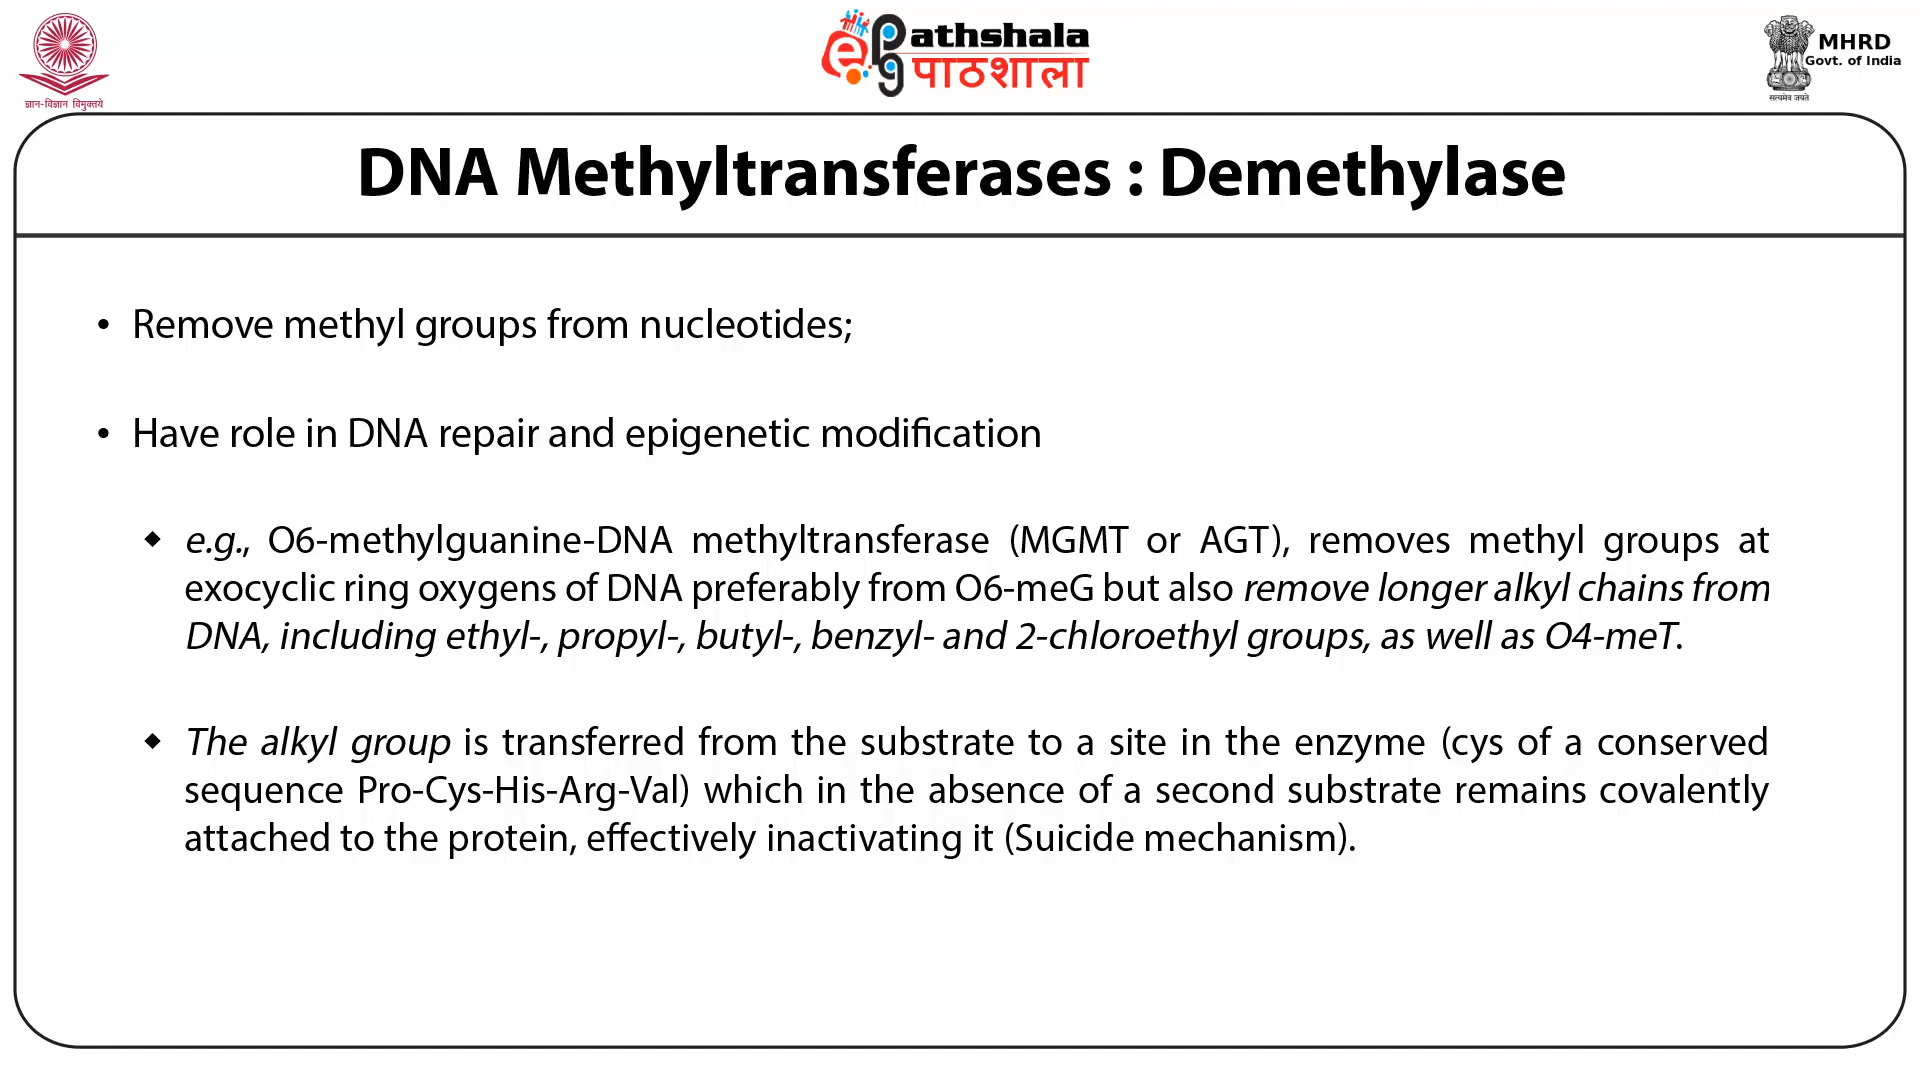 ज्ञान-विज्ञान विमुक्तये
ePathshala
पाठशाला
MHRD
Govt. of India
सत्यमेव जयते
DNA Methyltransferases : Demethylase
• Remove methyl groups from nucleotides;
• Have role in DNA repair and epigenetic modification
◆ e.g., O6-methylguanine-DNA methyltransferase (MGMT or AGT), removes methyl groups at
exocyclic ring oxygens of DNA preferably from O6-meG but also remove longer alkyl chains from
DNA, including ethyl-, propyl-, butyl-, benzyl- and 2-chloroethyl groups, as well as O4-meT.
◆ The alkyl group is transferred from the substrate to a site in the enzyme (cys of a conserved
sequence Pro-Cys-His-Arg-Val) which in the absence of a second substrate remains covalently
attached to the protein, effectively inactivating it (Suicide mechanism).